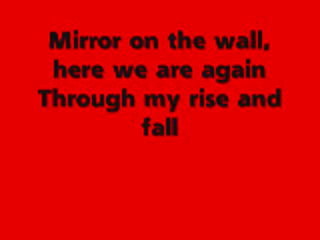 Mirror on the wall,
here we are again
Through my rise and
fall